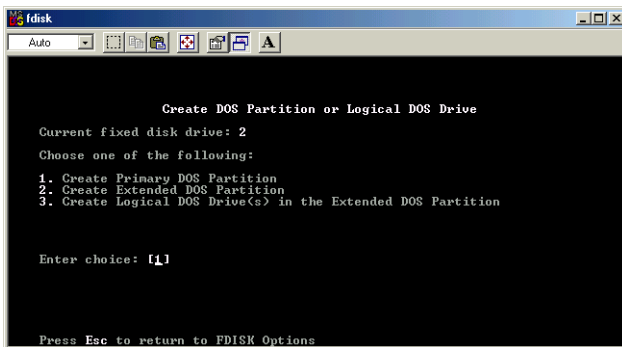 fdisk
Auto
A
Create DOS Partition or Logical DOS Drive
Current fixed disk drive: 2
Choose one of the following:
1. Create Primary DOS Partition
2. Create Extended DOS Partition
3. Create Logical DOS Drive(s) in the Extended DOS Partition
Enter choice: [1]
Press Esc to return to FDISK Options